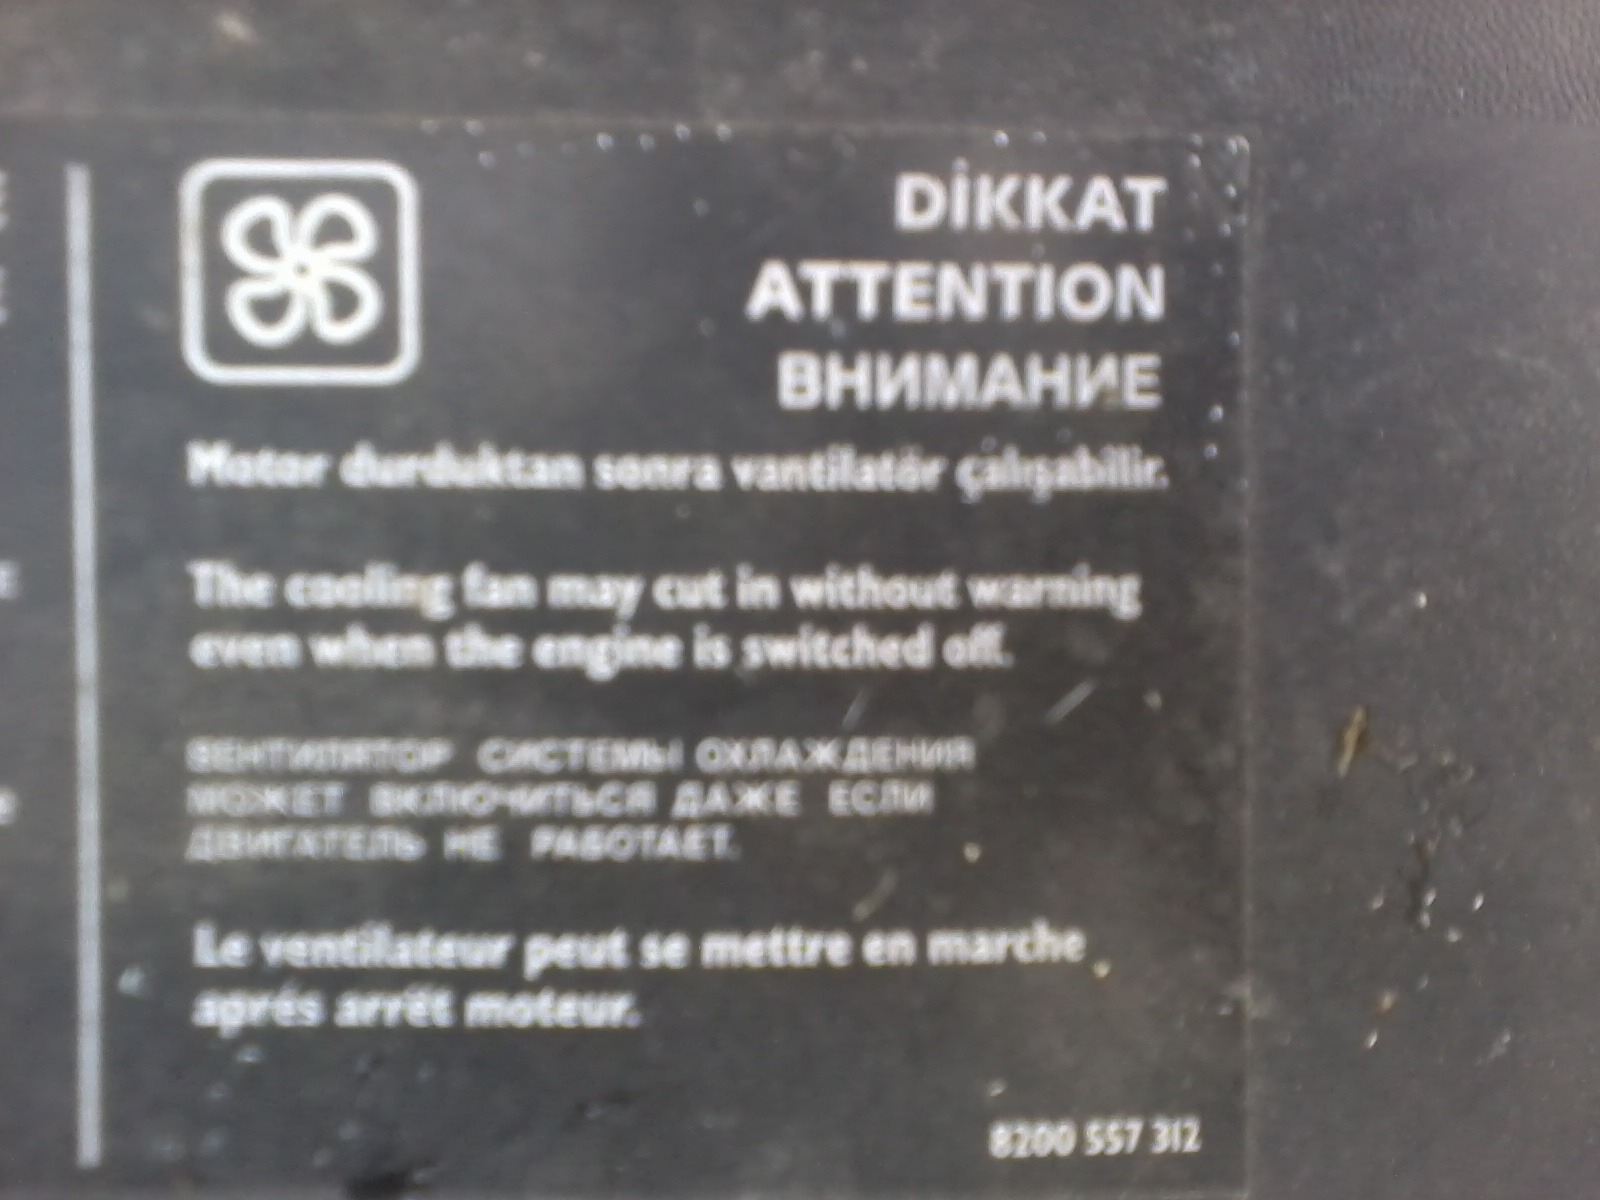 DİKKAT
ATTENTION
ВНИМАНИЕ
Motor durduktan sonra vantilatör çalışabilir.
The cooling fan may cut in without warning
even when the engine is switched off.
ВЕНТИЛЯТОР СИСТЕМЫ ОХЛАЖДЕНИЯ
МОЖЕТ ВКЛЮЧИТЬСЯ ДАЖЕ ЕСЛИ
ДВИГАТЕЛЬ НЕ РАБОТАЕТ.
Le ventilateur peut se mettre en marche
aprés arrêt moteur.
8200 557 312